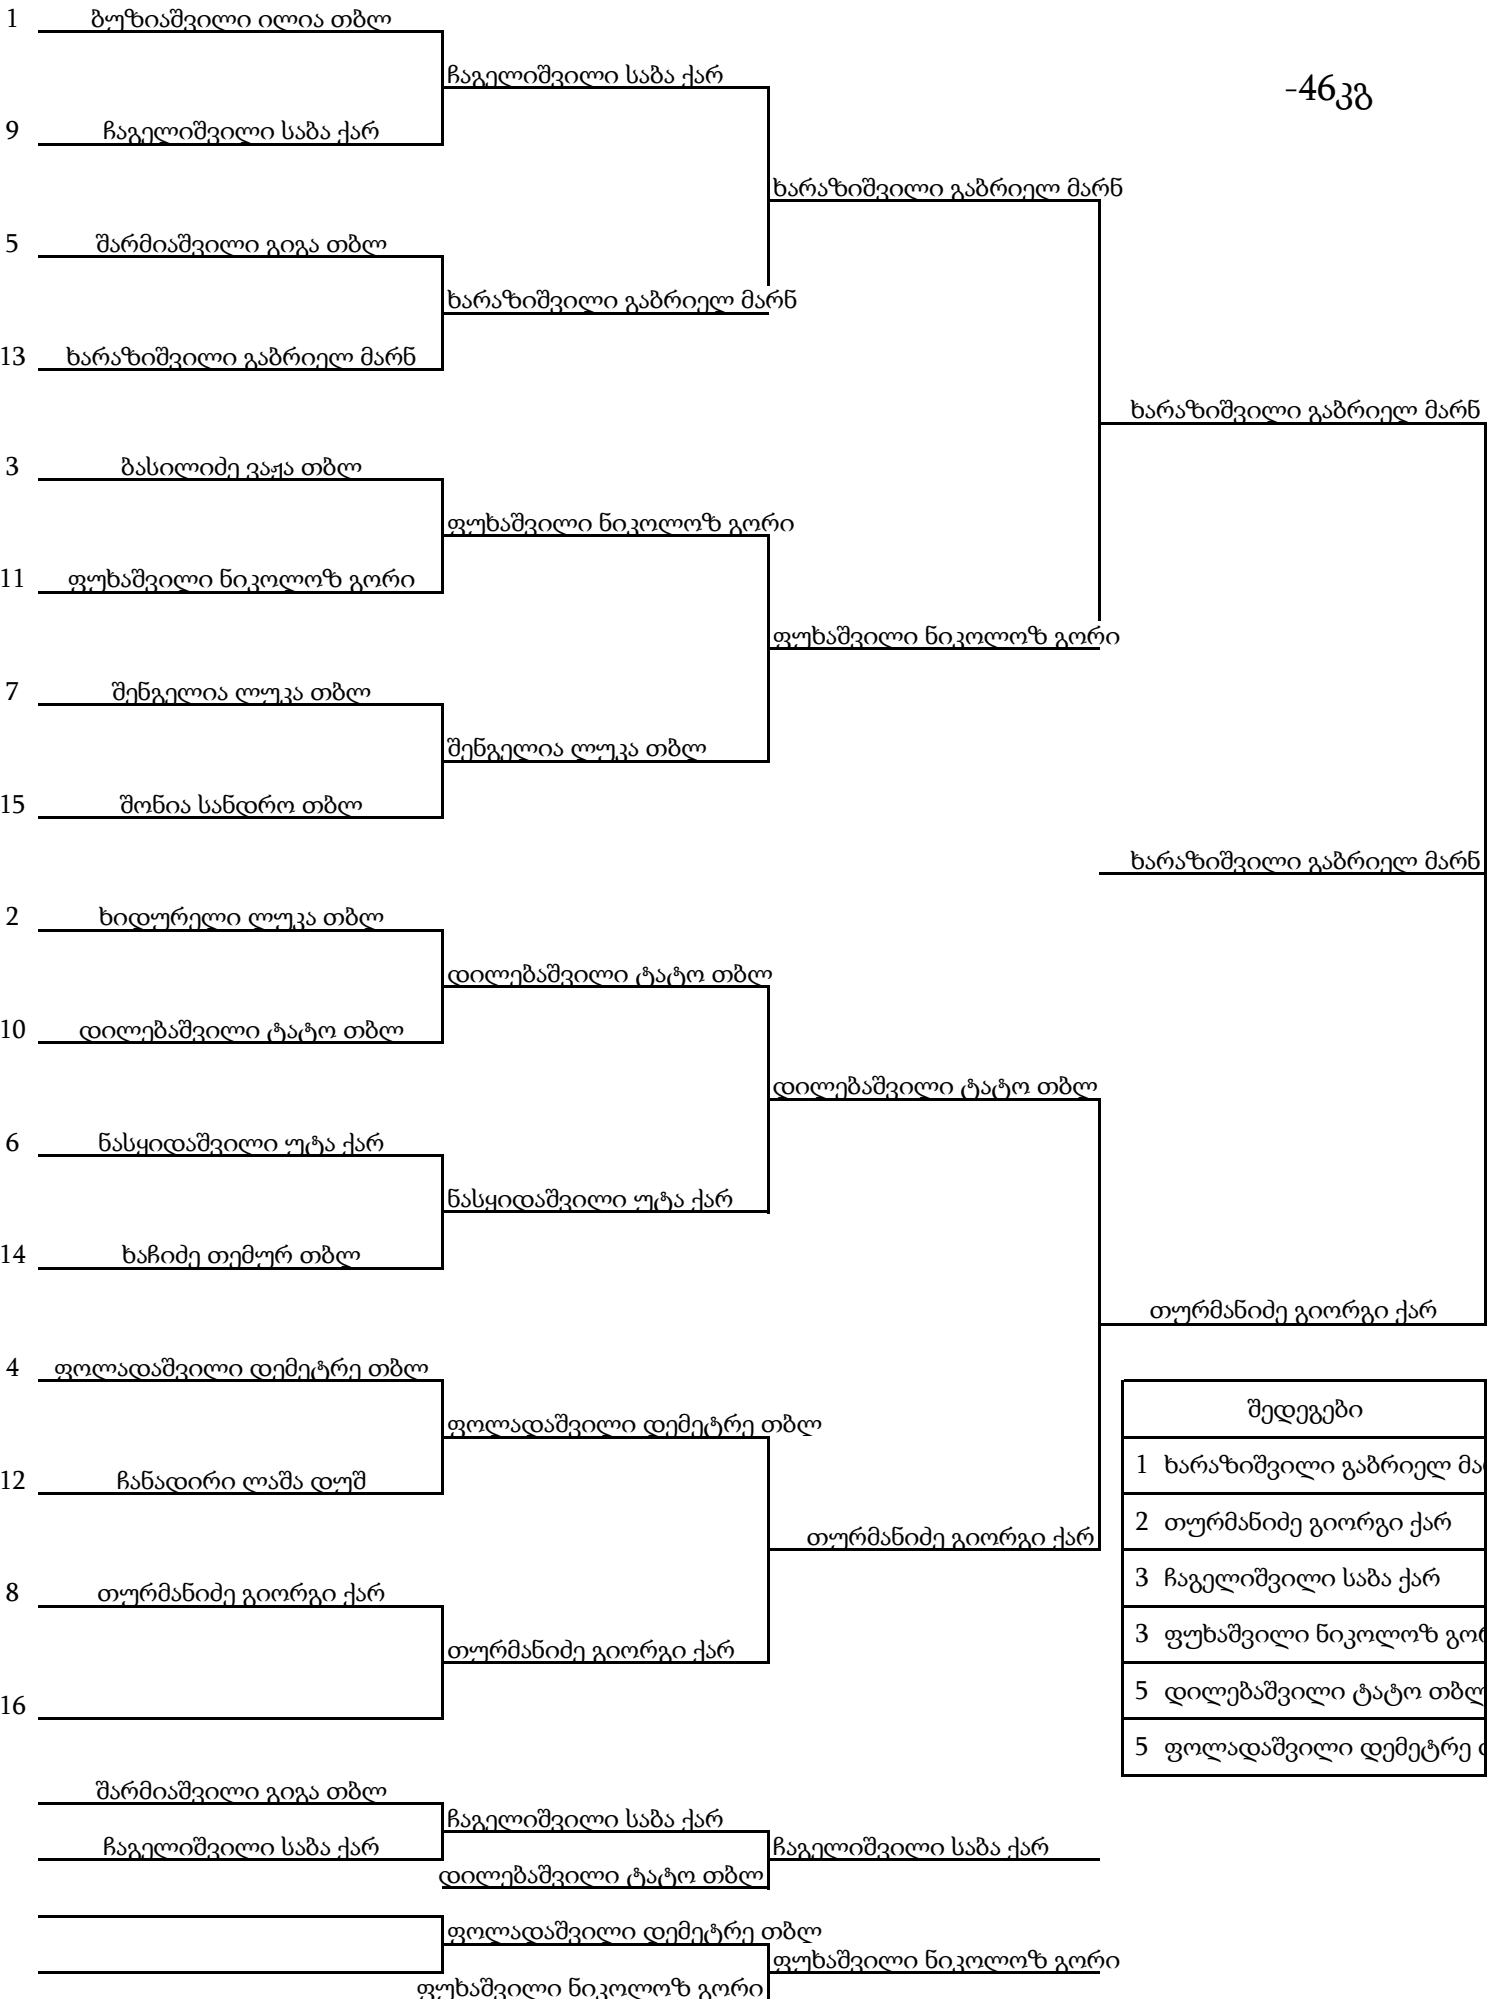 1 ბუზიაშვილი ილია თბლ
ჩაგელიშვილი საბა ქარ
-46კგ
9 ჩაგელიშვილი საბა ქარ
ხარაზიშვილი გაბრიელ მარნ
5 შარმიაშვილი გიგა თბლ
ხარაზიშვილი გაბრიელ მარნ
13 ხარაზიშვილი გაბრიელ მარნ
ხარაზიშვილი გაბრიელ მარნ
3 ბასილიძე ვაჟა თბლ
ფუხაშვილი ნიკოლოზ გორი
11 ფუხაშვილი ნიკოლოზ გორი
ფუხაშვილი ნიკოლოზ გორი
7 შენგელია ლუკა თბლ
შენგელია ლუკა თბლ
15 შონია სანდრო თბლ
ხარაზიშვილი გაბრიელ მარნ
2 ხიდურელი ლუკა თბლ
დილებაშვილი ტატო თბლ
10 დილებაშვილი ტატო თბლ
დილებაშვილი ტატო თბლ
6 ნასყიდაშვილი უტა ქარ
ნასყიდაშვილი უტა ქარ
14 ხაჩიძე თემურ თბლ
თურმანიძე გიორგი ქარ
4 ფოლადაშვილი დემეტრე თბლ
შედეგები
ფოლადაშვილი დემეტრე თბლ
1 ხარაზიშვილი გაბრიელ მა
12 ჩანადირი ლაშა დუშ
2 თურმანიძე გიორგი ქარ
თურმანიძე გიორგი ქარ
3 ჩაგელიშვილი საბა ქარ
8 თურმანიძე გიორგი ქარ
3 ფუხაშვილი ნიკოლოზ გორ
თურმანიძე გიორგი ქარ
5 დილებაშვილი ტატო თბლ
16
5 ფოლადაშვილი დემეტრე
შარმიაშვილი გიგა თბლ
ჩაგელიშვილი საბა ქარ
ჩაგელიშვილი საბა ქარ
ჩაგელიშვილი საბა ქარ
დილებაშვილი ტატო თბლ
ფოლადაშვილი დემეტრე თბლ
ფუხაშვილი ნიკოლოზ გორი
ფუხაშვილი ნიკოლოზ გორი